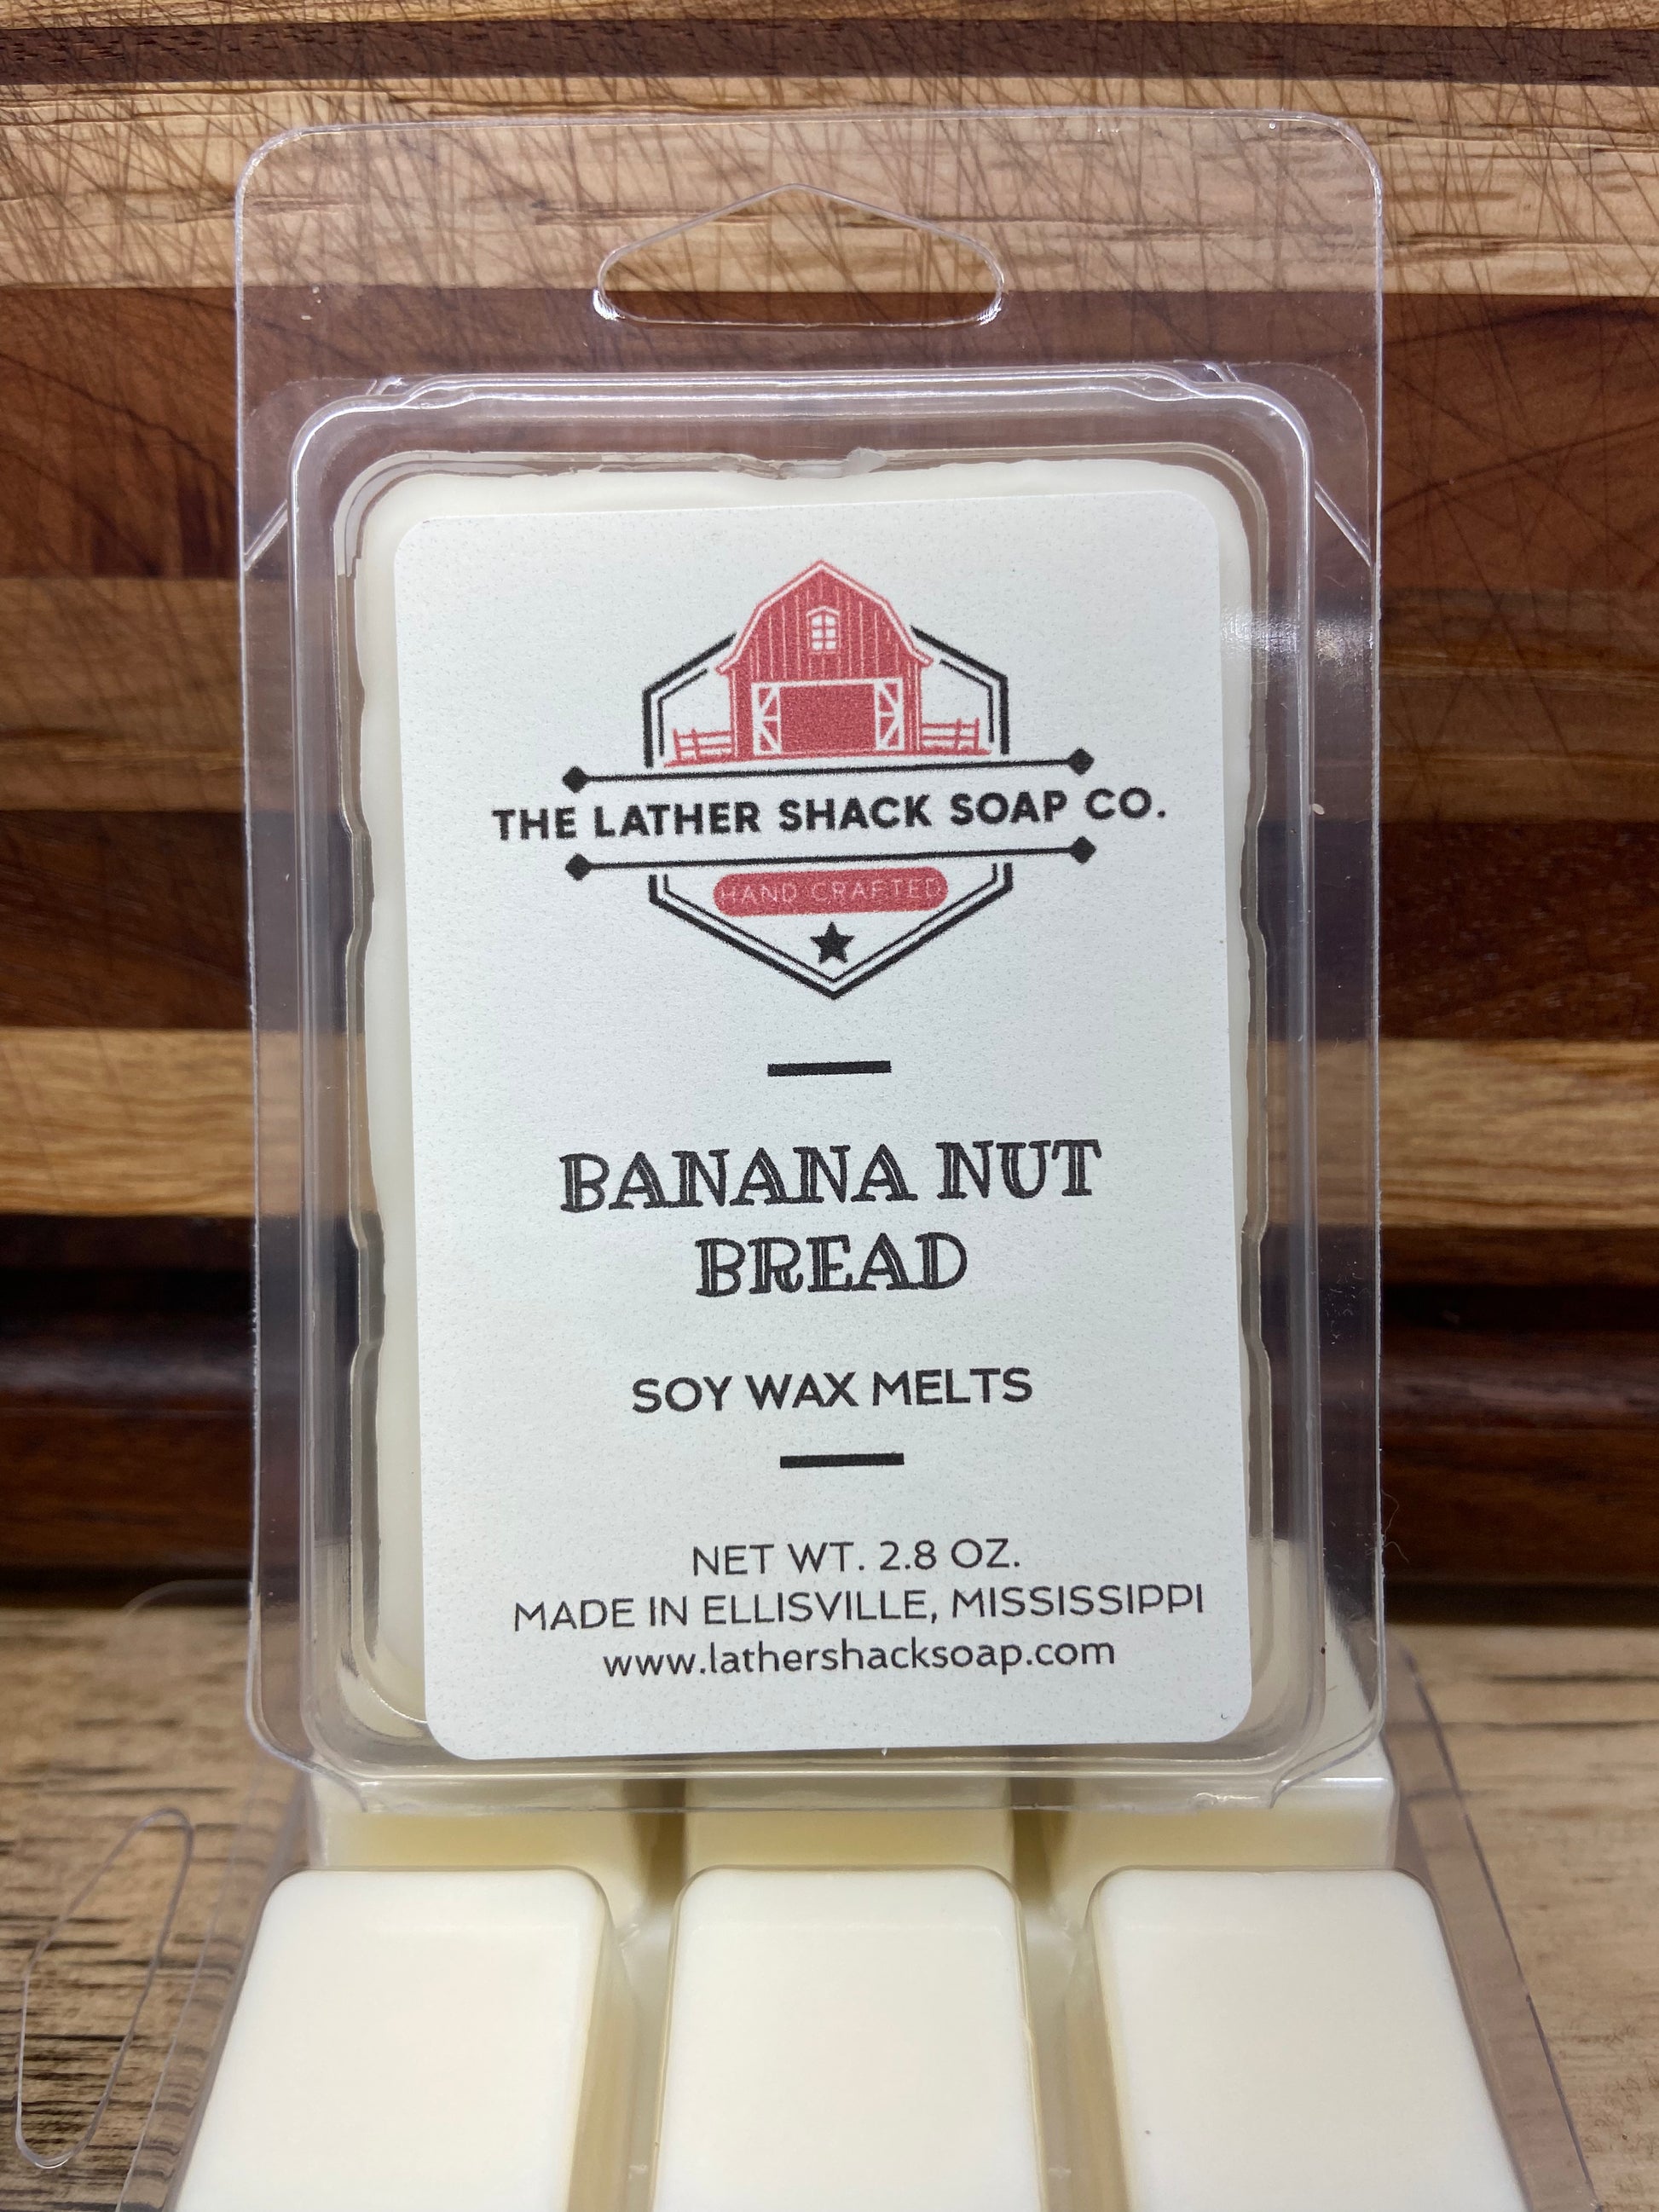 THE LATHER SHACK SOAP CO.
HAND CRAFTED
BANANA NUT
BREAD
SOY WAX MELTS
NET WT. 2.8 OZ.
MADE IN ELLISVILLE, MISSISSIPPI
www.lathershacksoap.com